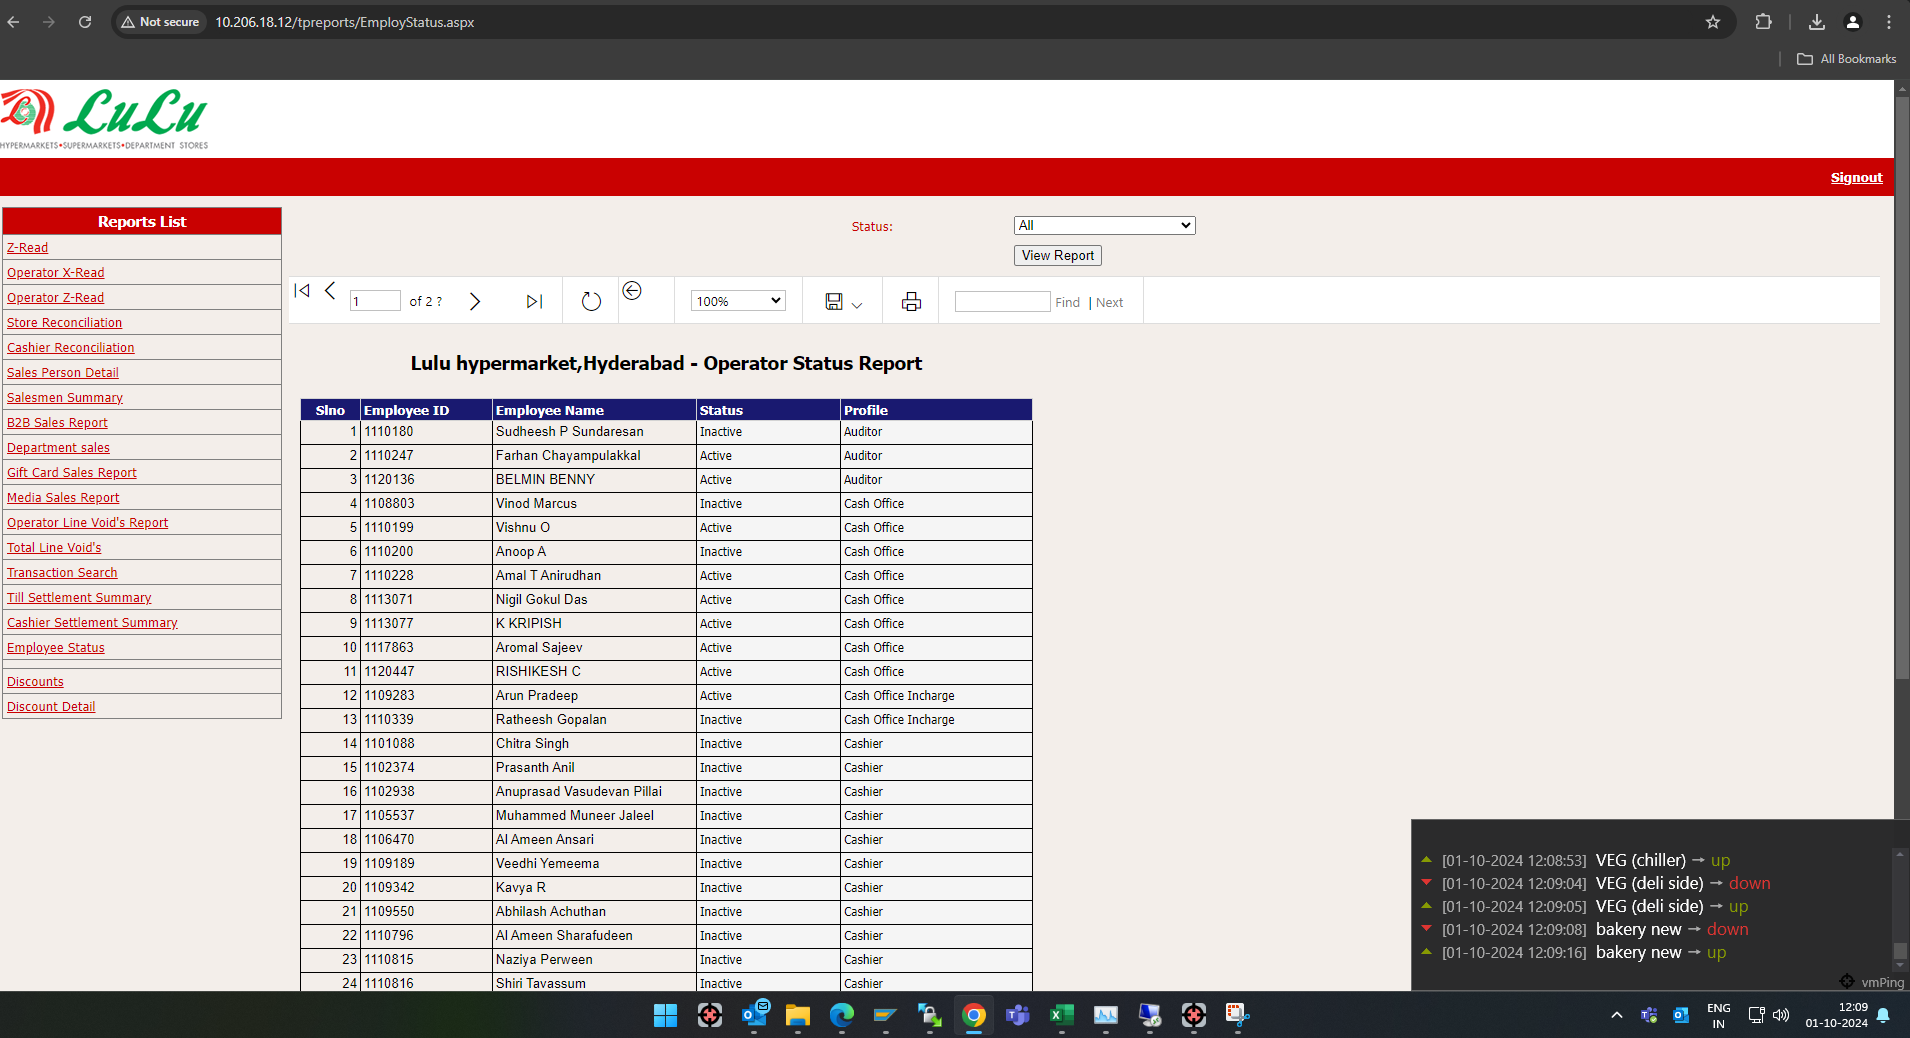 Not secure 10.206.18.12/tpreports/EmployStatus.aspx
All Bookmarks
LuLu
HYPERMARKETS•SUPERMARKETS•DEPARTMENT STORES
Signout
Reports List
Z-Read
Operator X-Read
Operator Z-Read
Store Reconciliation
Cashier Reconciliation
Sales Person Detail
Salesmen Summary
B2B Sales Report
Department sales
Gift Card Sales Report
Media Sales Report
Operator Line Void's Report
Total Line Void's
Transaction Search
Till Settlement Summary
Cashier Settlement Summary
Employee Status
Discounts
Discount Detail
Status: All
View Report
1 of 2 ? 100% Find | Next
Lulu hypermarket,Hyderabad - Operator Status Report
Slno Employee ID Employee Name Status Profile
1 1110180 Sudheesh P Sundaresan Inactive Auditor
2 1110247 Farhan Chayampulakkal Active Auditor
3 1120136 BELMIN BENNY Active Auditor
4 1108803 Vinod Marcus Inactive Cash Office
5 1110199 Vishnu O Active Cash Office
6 1110200 Anoop A Inactive Cash Office
7 1110228 Amal T Anirudhan Active Cash Office
8 1113071 Nigil Gokul Das Active Cash Office
9 1113077 K KRIPISH Active Cash Office
10 1117863 Aromal Sajeev Active Cash Office
11 1120447 RISHIKESH C Active Cash Office
12 1109283 Arun Pradeep Active Cash Office Incharge
13 1110339 Ratheesh Gopalan Inactive Cash Office Incharge
14 1101088 Chitra Singh Inactive Cashier
15 1102374 Prasanth Anil Inactive Cashier
16 1102938 Anuprasad Vasudevan Pillai Inactive Cashier
17 1105537 Muhammed Muneer Jaleel Inactive Cashier
18 1106470 Al Ameen Ansari Inactive Cashier
19 1109189 Veedhi Yemeema Inactive Cashier
20 1109342 Kavya R Inactive Cashier
21 1109550 Abhilash Achuthan Inactive Cashier
22 1110796 Al Ameen Sharafudeen Inactive Cashier
23 1110815 Naziya Perween Inactive Cashier
24 1110816 Shiri Tavassum Inactive Cashier
[01-10-2024 12:08:53] VEG (chiller) → up
[01-10-2024 12:09:04] VEG (deli side) → down
[01-10-2024 12:09:05] VEG (deli side) → up
[01-10-2024 12:09:08] bakery new → down
[01-10-2024 12:09:16] bakery new → up
vmPing
ENG
IN
12:09
01-10-2024